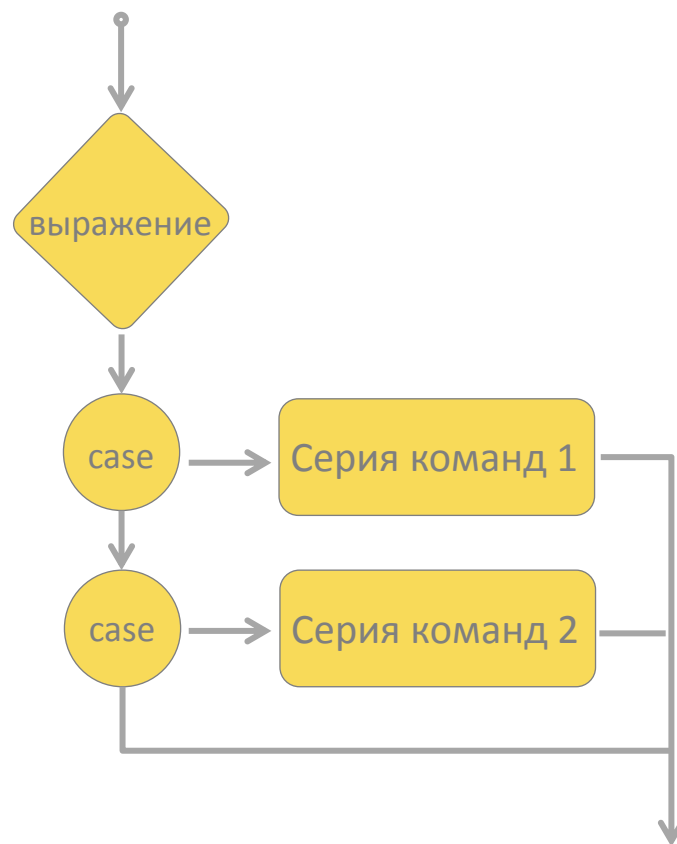 выражение
case
Серия команд 1
case
Серия команд 2